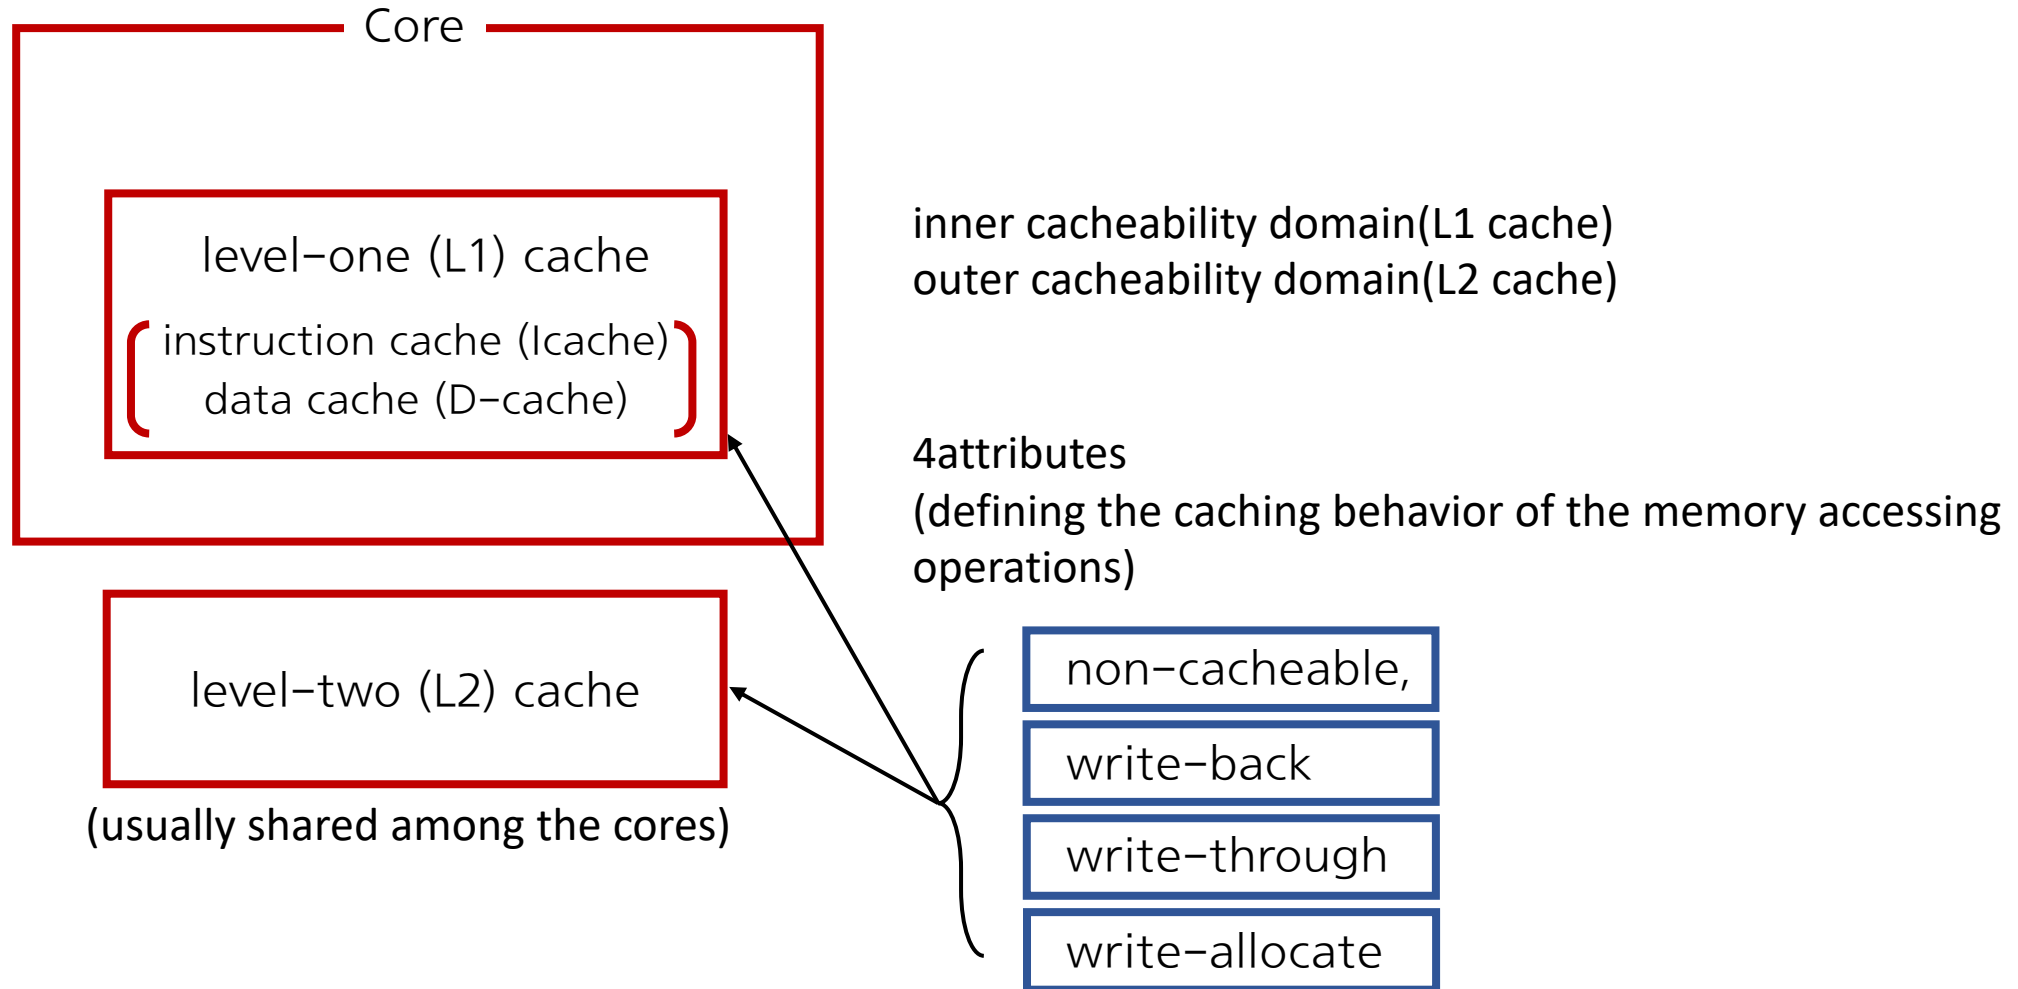 Core
level-one (L1) cache
instruction cache (Icache)
data cache (D-cache)
level-two (L2) cache
(usually shared among the cores)
inner cacheability domain(L1 cache)
outer cacheability domain(L2 cache)
4attributes
(defining the caching behavior of the memory accessing
operations)
non-cacheable,
write-back
write-through
write-allocate